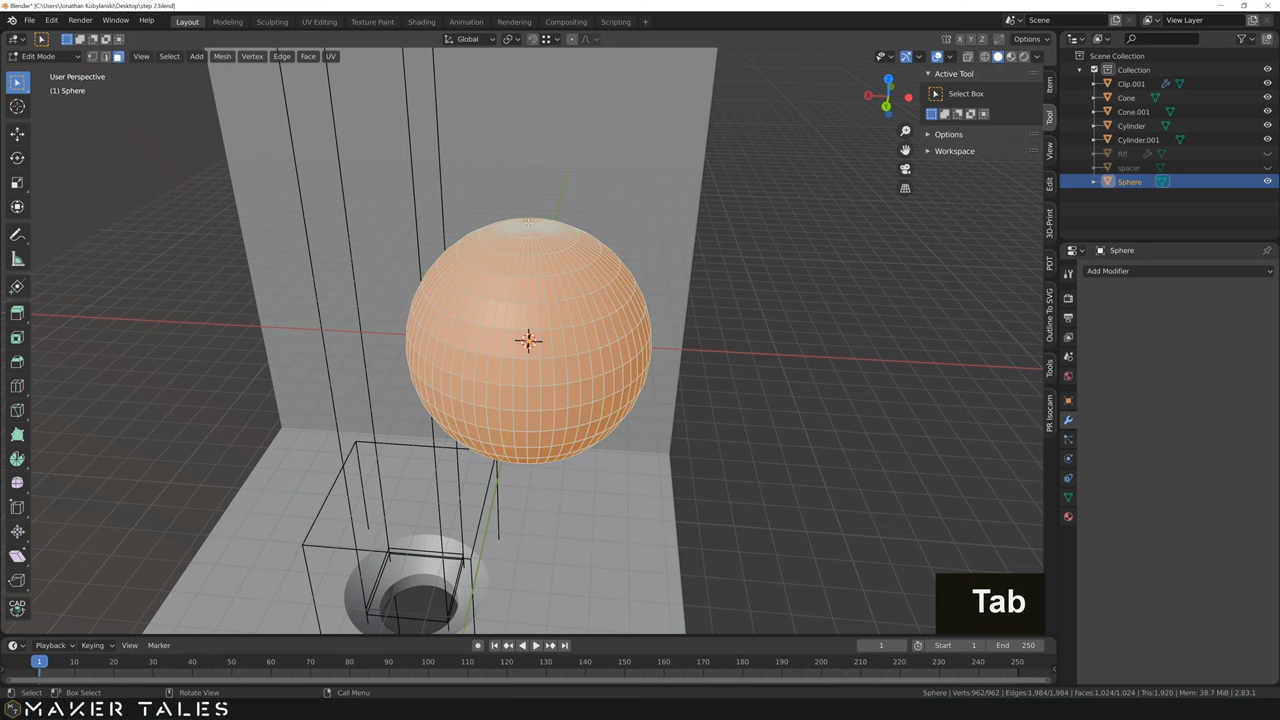 Blender* [C:\Users\Jonathan Kobylanski\Desktop\step 2.blend]
File Edit Render Window Help Layout Modeling Sculpting UV Editing Texture Paint Shading Animation Rendering Compositing Scripting + Scene View Layer
Global X Y Z Options
Edit Mode View Select Add Mesh Vertex Edge Face UV
User Perspective
(1) Sphere
Active Tool
Select Box
Options
Workspace
Item
Tool
View
Edit
3D-Print
PDT
Outline To SVG
Tools
PR Isocam
Scene Collection
Collection
Clip.001
Cone
Cone.001
Cylinder
Cylinder.001
Rff
spacer
Sphere
Sphere
Add Modifier
CAD
Tab
Playback Keying View Marker 1 Start 1 End 250
1 10 20 30 40 50 60 70 80 90 100 110 120 130 140 150 160 170 180 190 200 210 220 230 240 250
Select Box Select Rotate View Call Menu Sphere | Verts:962/962 | Edges:1,984/1,984 | Faces:1,024/1,024 | Tris:1,920 | Mem: 38.7 MiB | 2.83.1
MAKER TALES